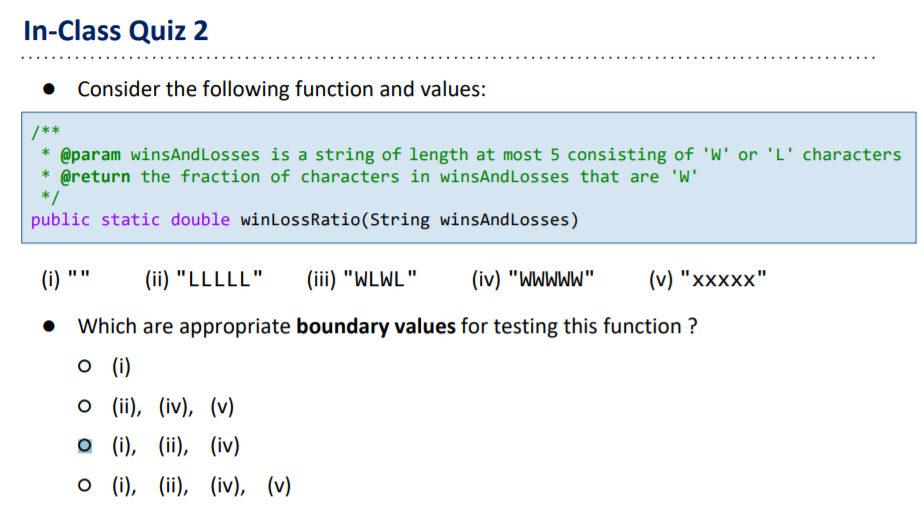 In-Class Quiz 2
● Consider the following function and values:
/**
* @param winsAndLosses is a string of length at most 5 consisting of 'W' or 'L' characters
* @return the fraction of characters in winsAndLosses that are 'W'
*/
public static double winLossRatio(String winsAndLosses)
(i) "" (ii) "LLLLL" (iii) "WLWL" (iv) "WWWWW" (v) "xxxxx"
● Which are appropriate boundary values for testing this function ?
○ (i)
○ (ii), (iv), (v)
○ (i), (ii), (iv)
○ (i), (ii), (iv), (v)